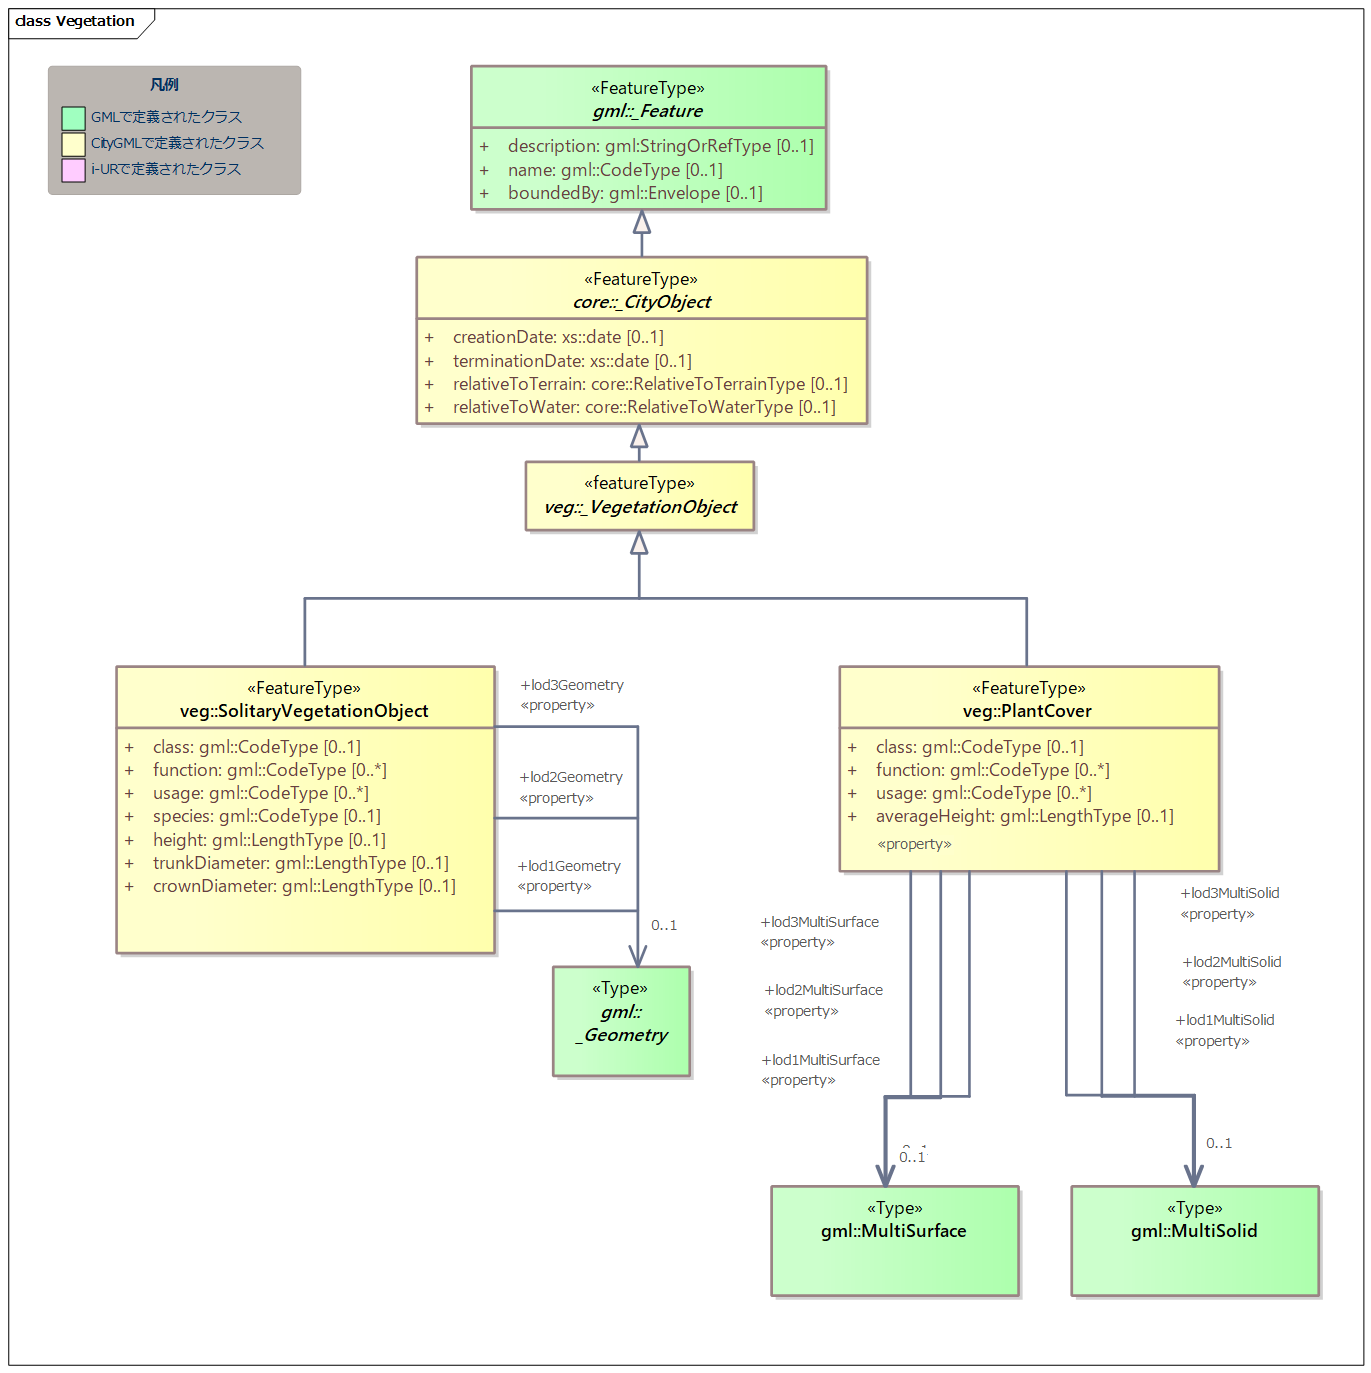 class Vegetation
凡例
GMLで定義されたクラス
CityGMLで定義されたクラス
i-URで定義されたクラス
«FeatureType»
gml::_Feature
+ description: gml:StringOrRefType [0..1]
+ name: gml::CodeType [0..1]
+ boundedBy: gml::Envelope [0..1]
«FeatureType»
core::_CityObject
+ creationDate: xs::date [0..1]
+ terminationDate: xs::date [0..1]
+ relativeToTerrain: core::RelativeToTerrainType [0..1]
+ relativeToWater: core::RelativeToWaterType [0..1]
«featureType»
veg::_VegetationObject
«FeatureType»
veg::SolitaryVegetationObject
+ class: gml::CodeType [0..1]
+ function: gml::CodeType [0..*]
+ usage: gml::CodeType [0..*]
+ species: gml::CodeType [0..1]
+ height: gml::LengthType [0..1]
+ trunkDiameter: gml::LengthType [0..1]
+ crownDiameter: gml::LengthType [0..1]
+lod3Geometry
«property»
+lod2Geometry
«property»
+lod1Geometry
«property»
0..1
«Type»
gml::
_Geometry
«FeatureType»
veg::PlantCover
+ class: gml::CodeType [0..1]
+ function: gml::CodeType [0..*]
+ usage: gml::CodeType [0..*]
+ averageHeight: gml::LengthType [0..1]
«property»
+lod3MultiSurface
«property»
+lod2MultiSurface
«property»
+lod1MultiSurface
«property»
0..1
+lod3MultiSolid
«property»
+lod2MultiSolid
«property»
+lod1MultiSolid
«property»
0..1
«Type»
gml::MultiSurface
«Type»
gml::MultiSolid